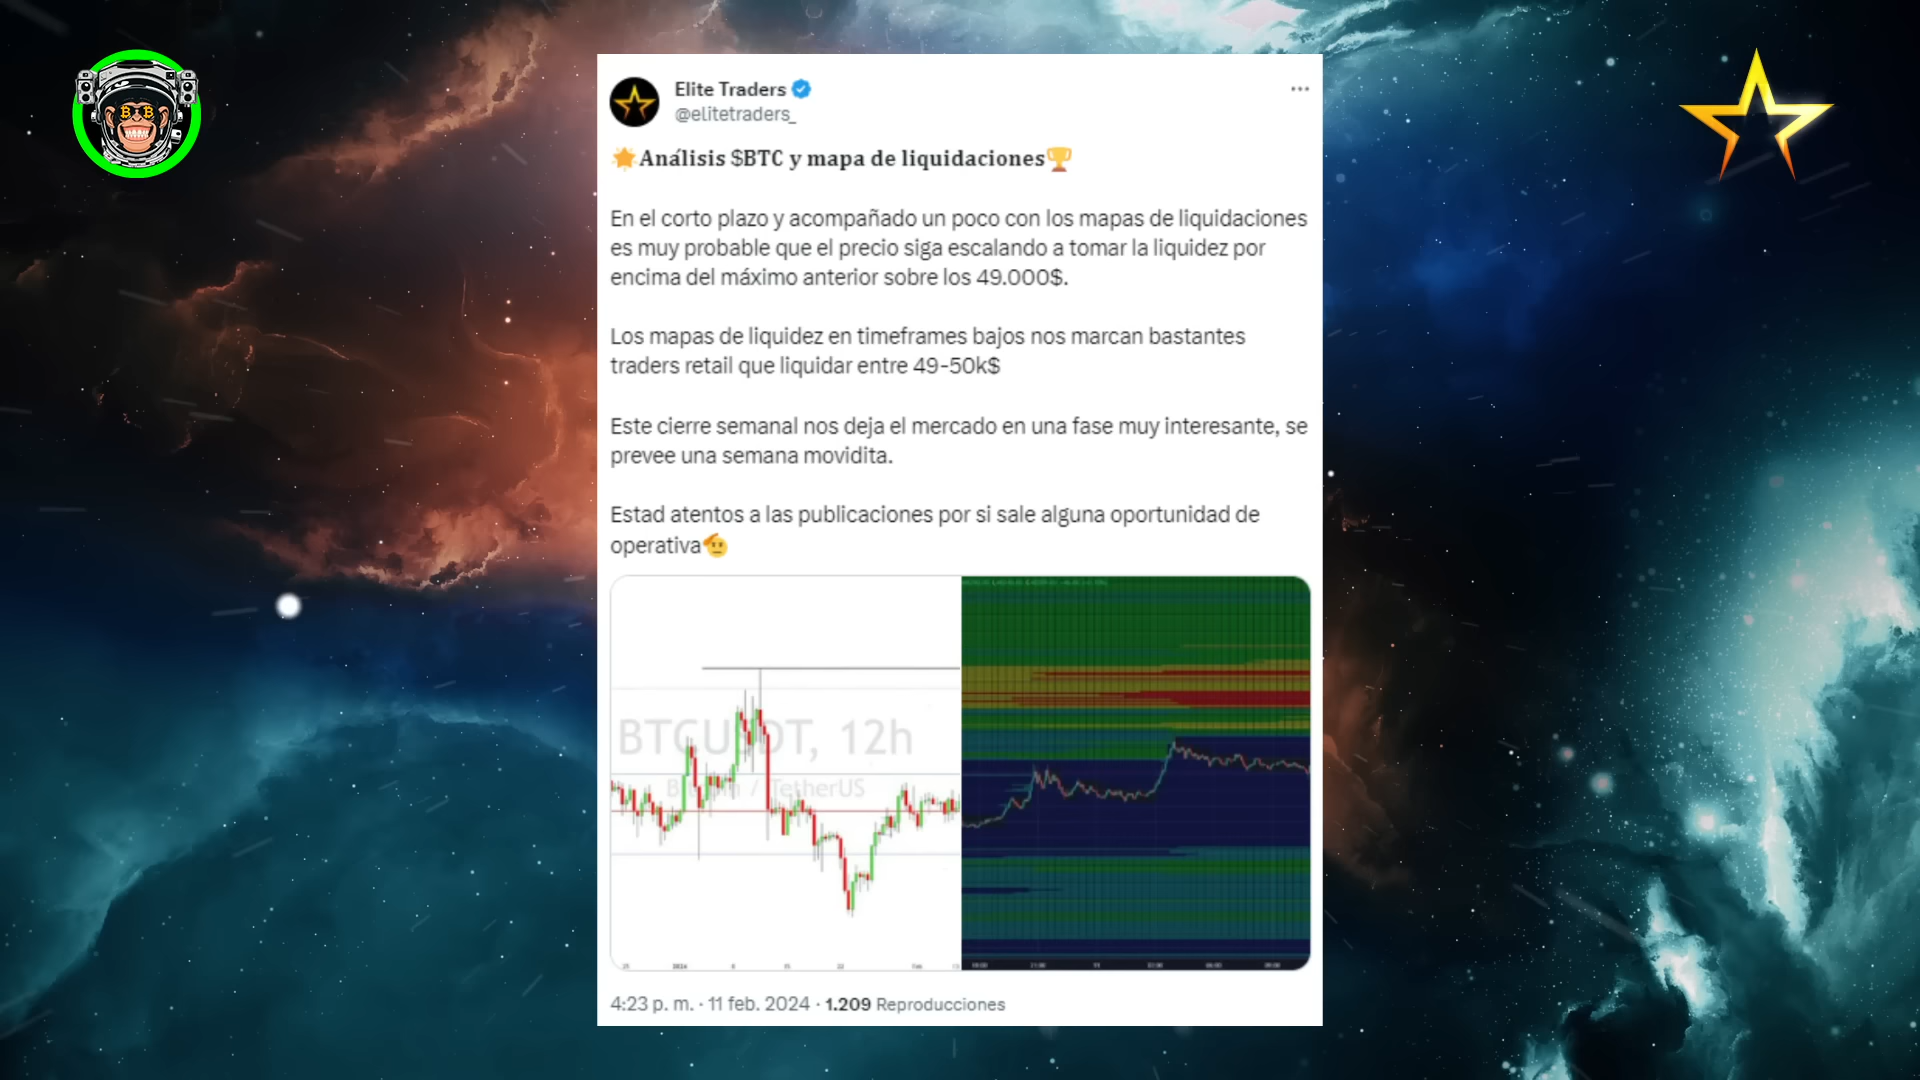 Elite Traders
@elitetraders_
Análisis $BTC y mapa de liquidaciones
En el corto plazo y acompañado un poco con los mapas de liquidaciones
es muy probable que el precio siga escalando a tomar la liquidez por
encima del máximo anterior sobre los 49.000$.
Los mapas de liquidez en timeframes bajos nos marcan bastantes
traders retail que liquidar entre 49-50k$
Este cierre semanal nos deja el mercado en una fase muy interesante, se
prevee una semana movidita.
Estad atentos a las publicaciones por si sale alguna oportunidad de
operativa
BTCUSDT, 12h
/ TetherUS
2024
4:23 p. m. · 11 feb. 2024 · 1.209 Reproducciones